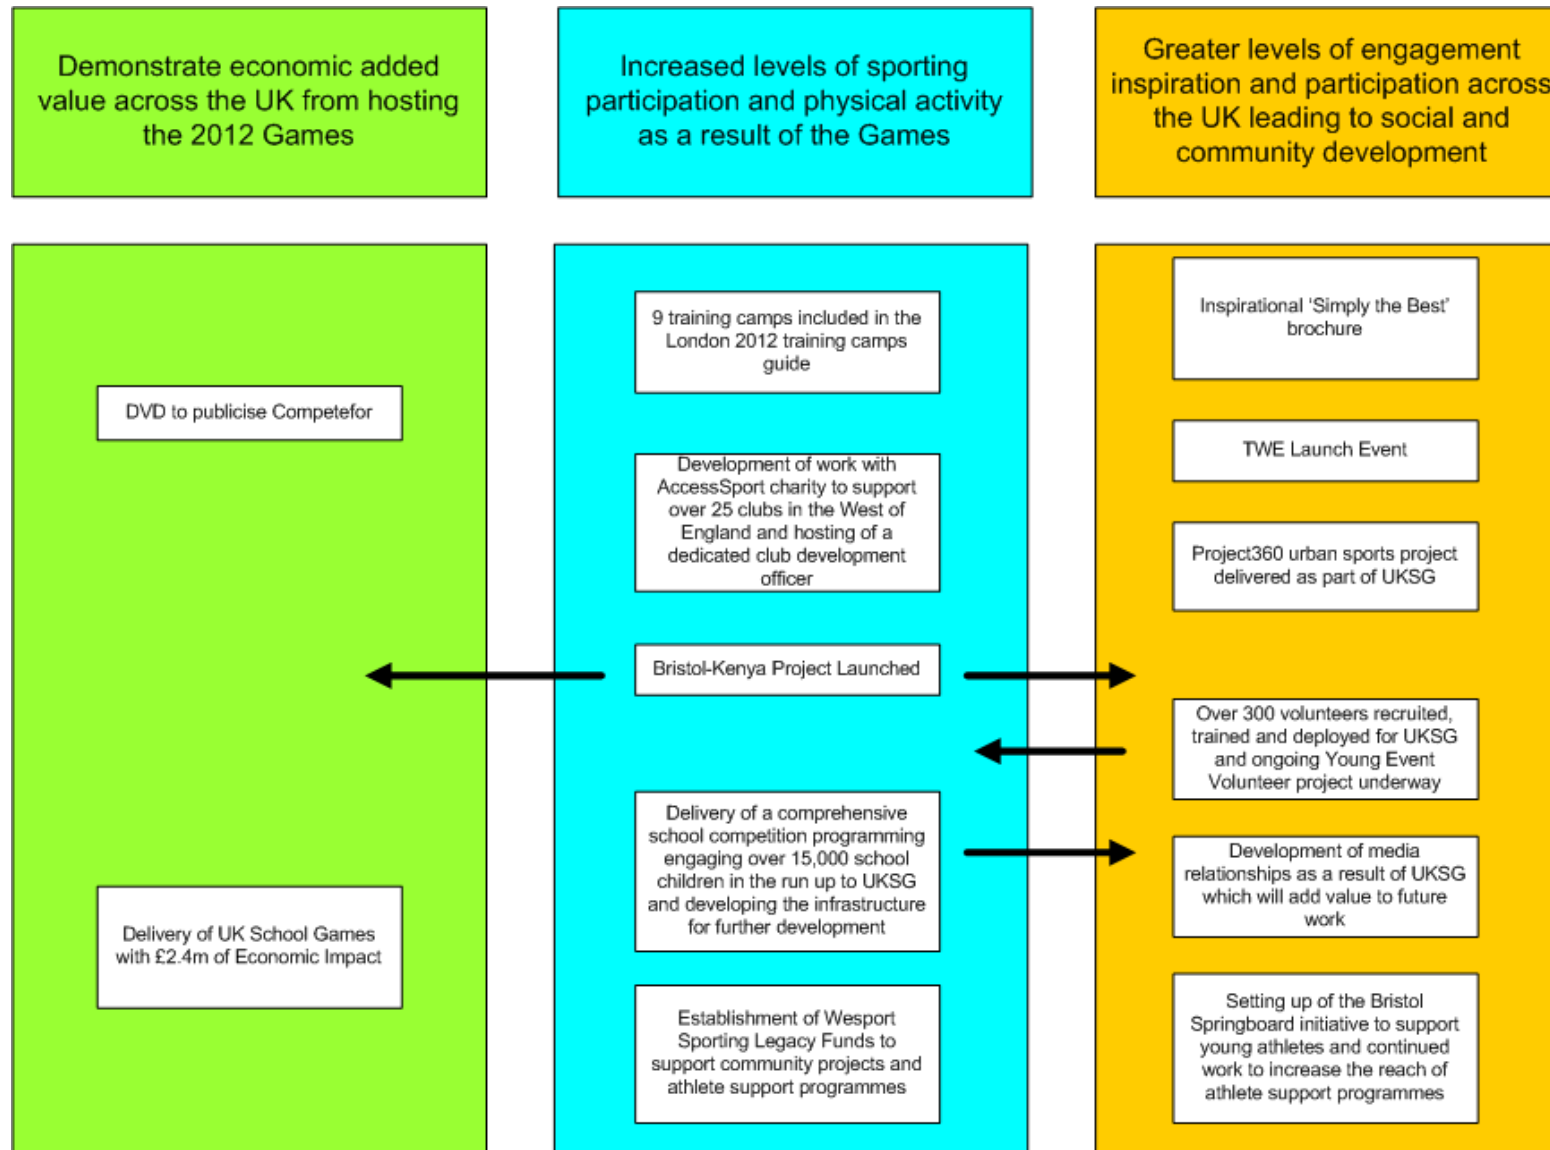 Demonstrate economic added
value across the UK from hosting
the 2012 Games
Increased levels of sporting
participation and physical activity
as a result of the Games
Greater levels of engagement
inspiration and participation across
the UK leading to social and
community development
DVD to publicise Competefor
Delivery of UK School Games
with £2.4m of Economic Impact
9 training camps included in the
London 2012 training camps
guide
Development of work with
AccessSport charity to support
over 25 clubs in the West of
England and hosting of a
dedicated club development
officer
Bristol-Kenya Project Launched
Delivery of a comprehensive
school competition programming
engaging over 15,000 school
children in the run up to UKSG
and developing the infrastructure
for further development
Establishment of Wesport
Sporting Legacy Funds to
support community projects and
athlete support programmes
Inspirational ‘Simply the Best’
brochure
TWE Launch Event
Project360 urban sports project
delivered as part of UKSG
Over 300 volunteers recruited,
trained and deployed for UKSG
and ongoing Young Event
Volunteer project underway
Development of media
relationships as a result of UKSG
which will add value to future
work
Setting up of the Bristol
Springboard initiative to support
young athletes and continued
work to increase the reach of
athlete support programmes